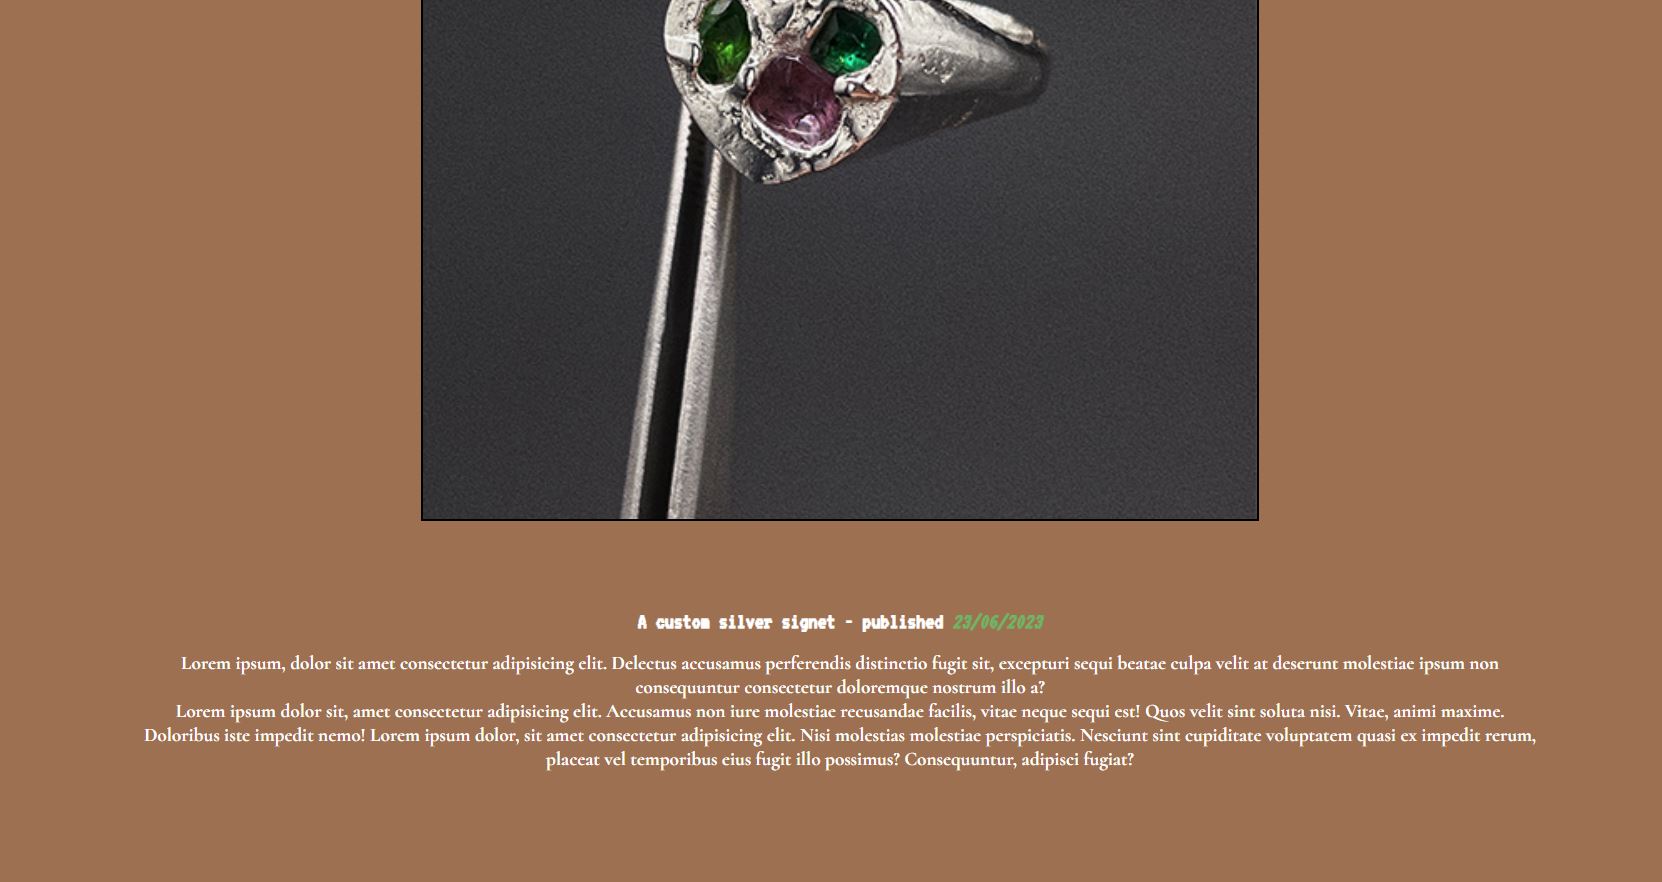 A custom silver signet - published 23/06/2023
Lorem ipsum, dolor sit amet consectetur adipisicing elit. Delectus accusamus perferendis distinctio fugit sit, excepturi sequi beatae culpa velit at deserunt molestiae ipsum non
consequuntur consectetur doloremque nostrum illo a?
Lorem ipsum dolor sit, amet consectetur adipisicing elit. Accusamus non iure molestiae recusandae facilis, vitae neque sequi est! Quos velit sint soluta nisi. Vitae, animi maxime.
Doloribus iste impedit nemo! Lorem ipsum dolor, sit amet consectetur adipisicing elit. Nisi molestias molestiae perspiciatis. Nesciunt sint cupiditate voluptatem quasi ex impedit rerum,
placeat vel temporibus eius fugit illo possimus? Consequuntur, adipisci fugiat?